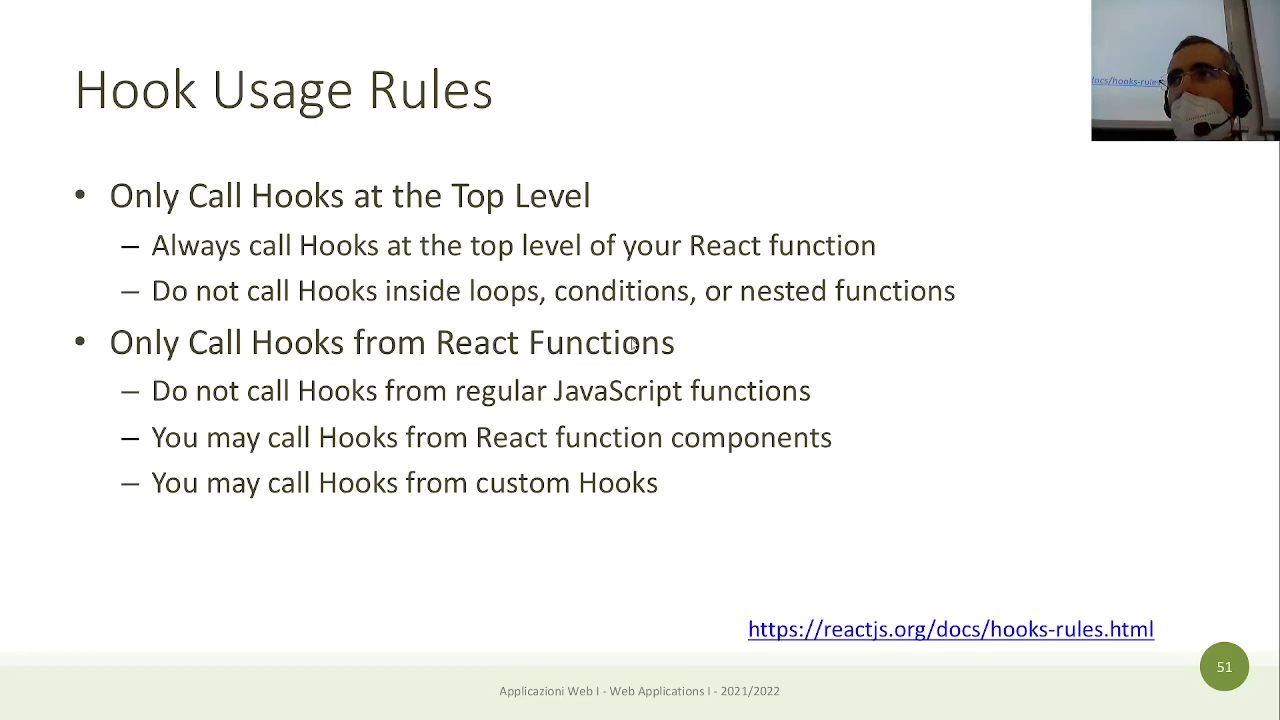 Hook Usage Rules
• Only Call Hooks at the Top Level
– Always call Hooks at the top level of your React function
– Do not call Hooks inside loops, conditions, or nested functions
• Only Call Hooks from React Functions
– Do not call Hooks from regular JavaScript functions
– You may call Hooks from React function components
– You may call Hooks from custom Hooks
https://reactjs.org/docs/hooks-rules.html
Applicazioni Web I - Web Applications I - 2021/2022
51
docs/hooks-rules